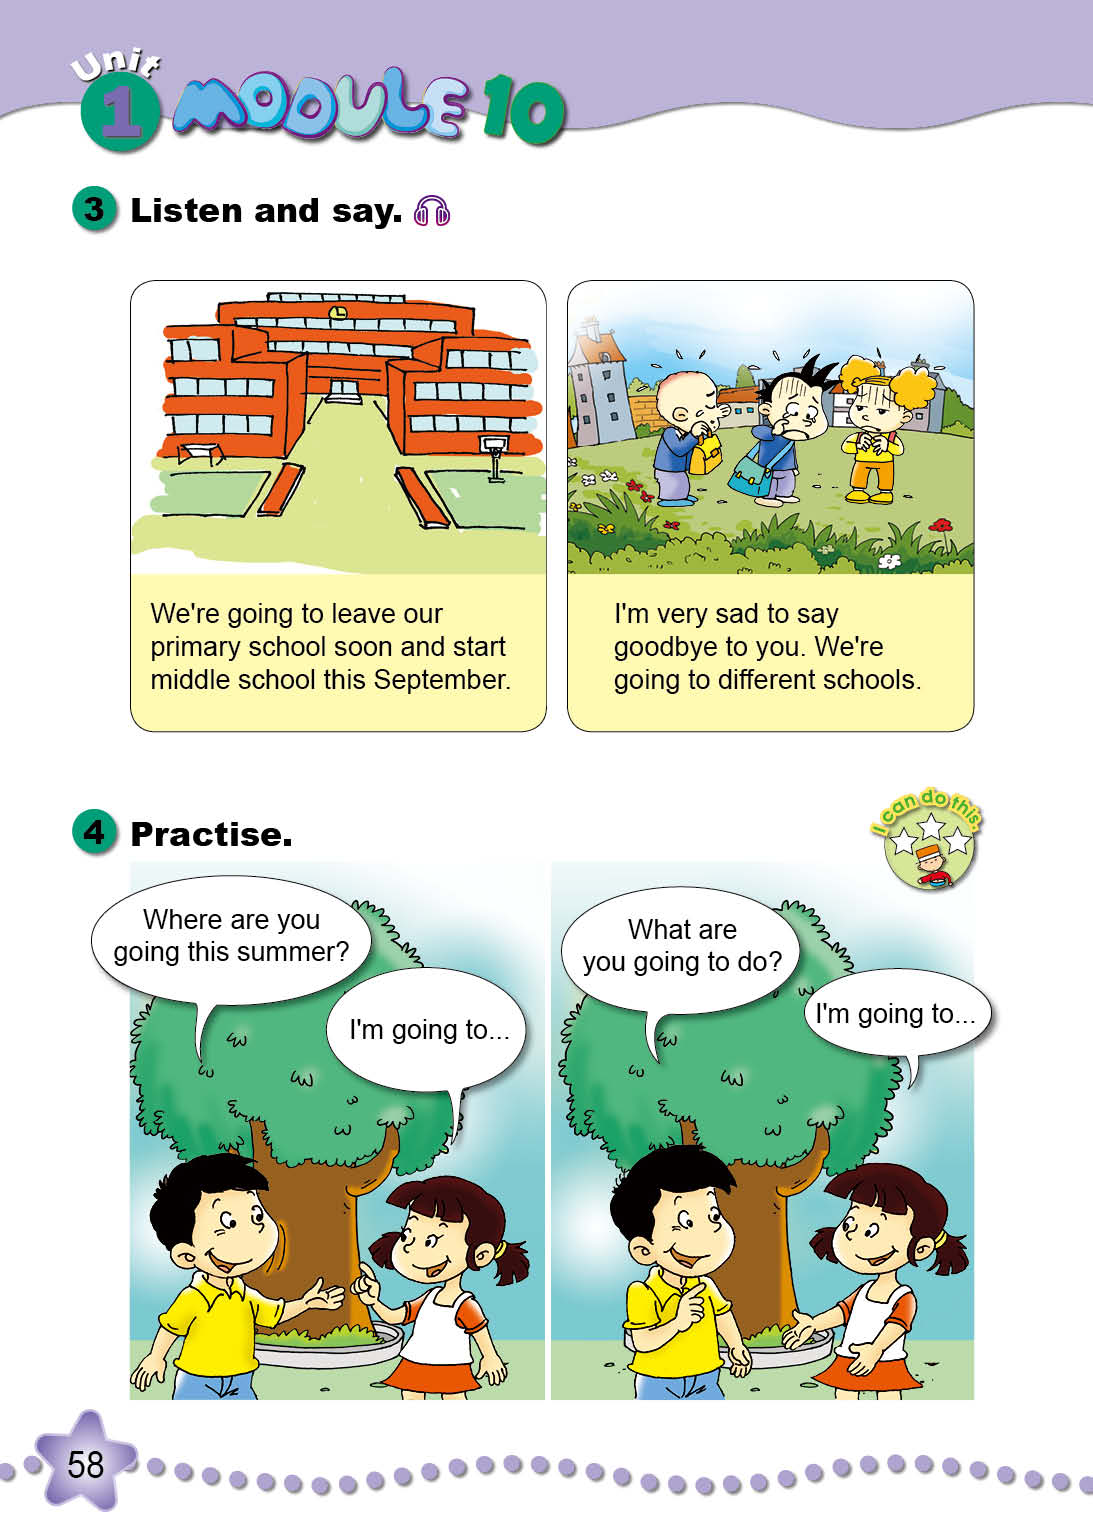 Unit
1 MODULE 10
3 Listen and say.
We're going to leave our
primary school soon and start
middle school this September.
I'm very sad to say
goodbye to you. We're
going to different schools.
4 Practise.
I can do this.
Where are you
going this summer?
I'm going to...
What are
you going to do?
I'm going to...
58